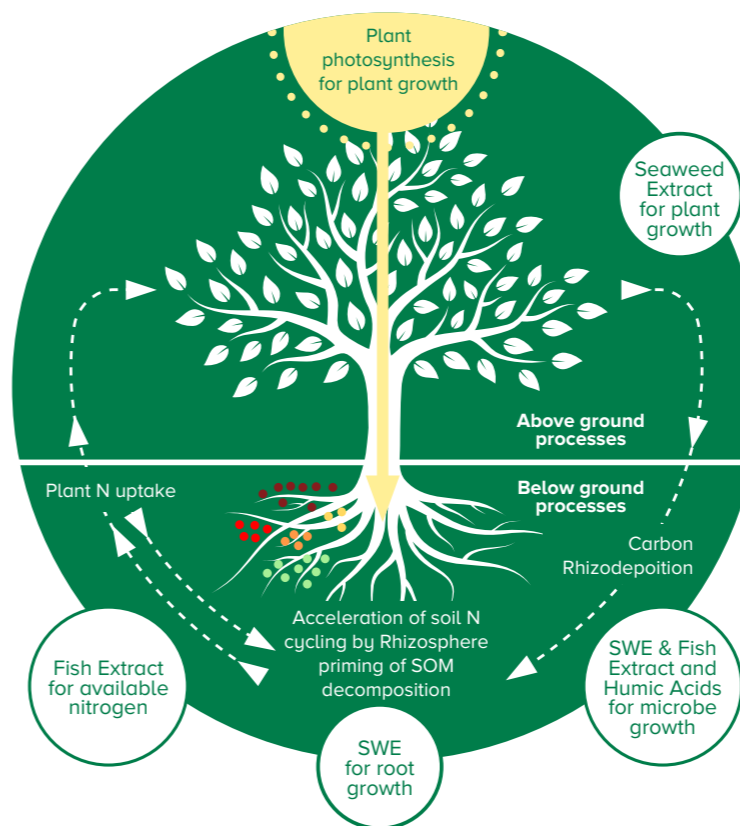 Plant
photosynthesis
for plant growth
Seaweed
Extract
for plant
growth
Above ground
processes
Below ground
processes
Plant N uptake
Carbon
Rhizodepoition
Acceleration of soil N
cycling by Rhizosphere
priming of SOM
decomposition
Fish Extract
for available
nitrogen
SWE & Fish
Extract and
Humic Acids
for microbe
growth
SWE
for root
growth